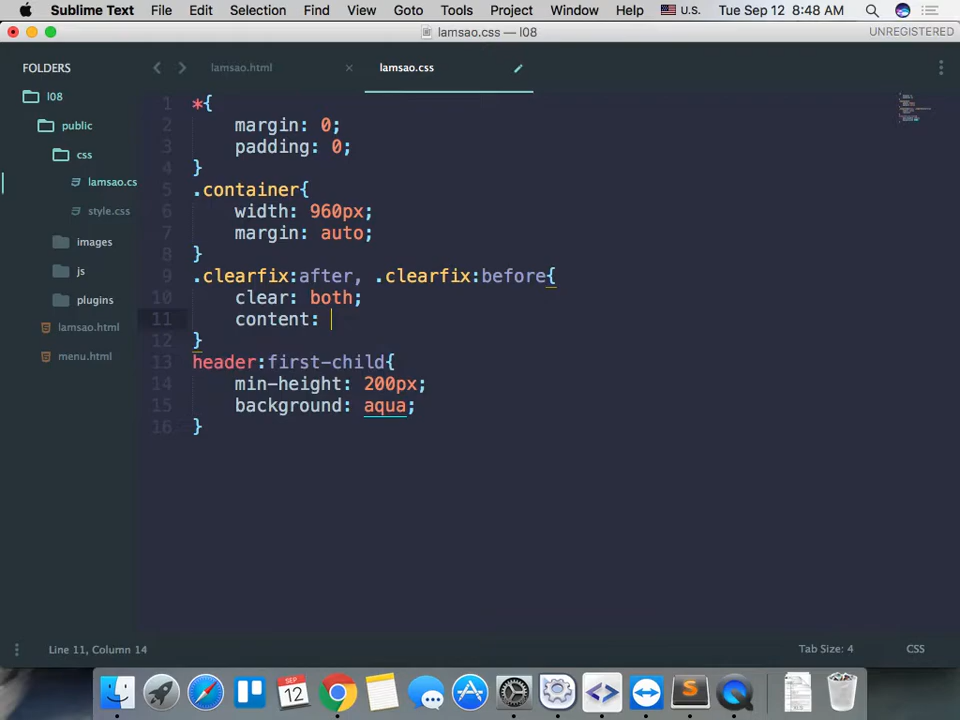 Sublime Text File Edit Selection Find View Goto Tools Project Window Help U.S. Tue Sep 12 8:48 AM
lamsao.css — l08 UNREGISTERED
FOLDERS
l08
public
css
lamsao.cs
style.css
images
js
plugins
lamsao.html
menu.html
lamsao.html × lamsao.css
1 *{
2 margin: 0;
3 padding: 0;
4 }
5 .container{
6 width: 960px;
7 margin: auto;
8 }
9 .clearfix:after, .clearfix:before{
10 clear: both;
11 content:
12 }
13 header:first-child{
14 min-height: 200px;
15 background: aqua;
16 }
Line 11, Column 14 Tab Size: 4 CSS
SEP
12